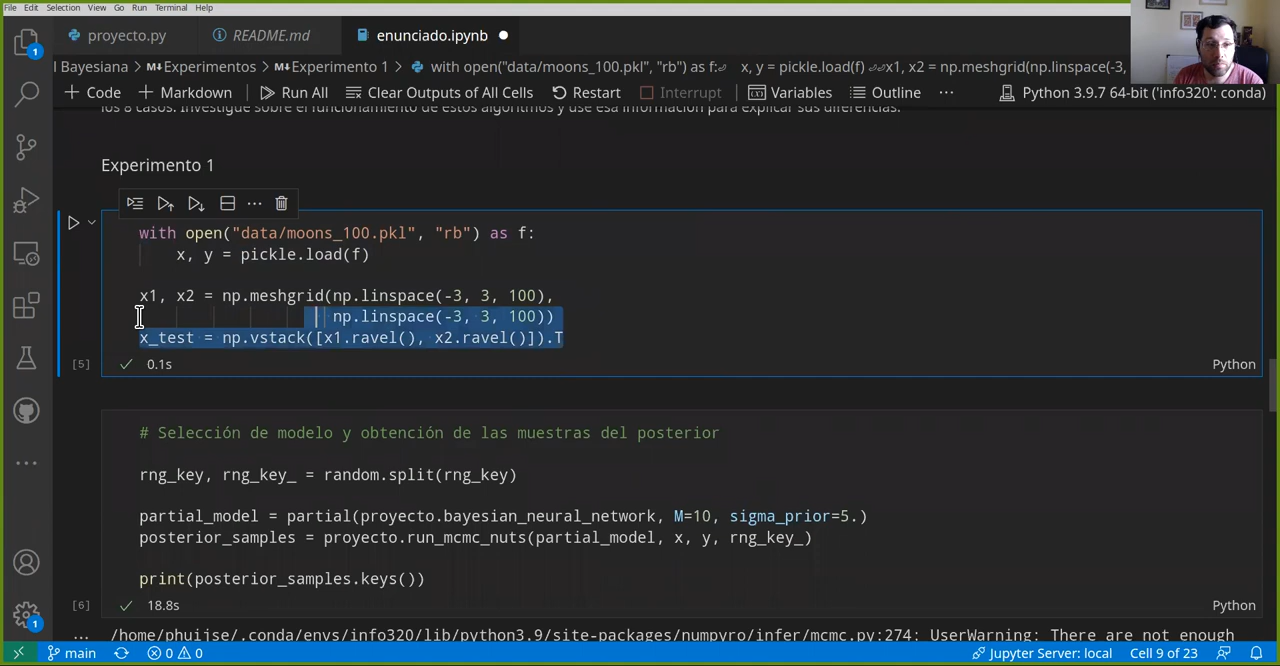 File Edit Selection View Go Run Terminal Help
proyecto.py README.md enunciado.ipynb
l Bayesiana > Experimentos > Experimento 1 > with open("data/moons_100.pkl", "rb") as f: x, y = pickle.load(f) x1, x2 = np.meshgrid(np.linspace(-3,
+ Code + Markdown Run All Clear Outputs of All Cells Restart Interrupt Variables Outline ... Python 3.9.7 64-bit ('info320': conda)
los 8 casos. Investigue sobre el funcionamiento de estos algoritmos y use esa información para explicar sus diferencias.
Experimento 1
with open("data/moons_100.pkl", "rb") as f:
x, y = pickle.load(f)
x1, x2 = np.meshgrid(np.linspace(-3, 3, 100),
np.linspace(-3, 3, 100))
x_test = np.vstack([x1.ravel(), x2.ravel()]).T
[5] 0.1s Python
# Selección de modelo y obtención de las muestras del posterior
rng_key, rng_key_ = random.split(rng_key)
partial_model = partial(proyecto.bayesian_neural_network, M=10, sigma_prior=5.)
posterior_samples = proyecto.run_mcmc_nuts(partial_model, x, y, rng_key_)
print(posterior_samples.keys())
[6] 18.8s Python
... /home/phuijse/.conda/envs/info320/lib/python3.9/site-packages/numpyro/infer/mcmc.py:274: UserWarning: There are not enough
main 0 0 Jupyter Server: local Cell 9 of 23
1
1